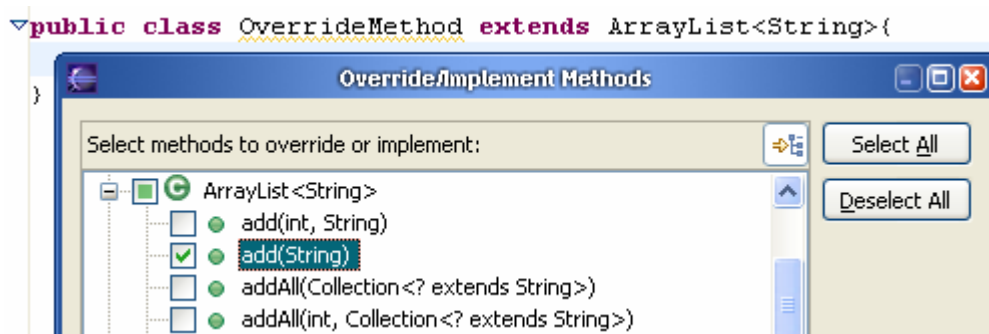 public class OverrideMethod extends ArrayList<String>{
}
Override/Implement Methods
Select methods to override or implement:
Select All
Deselect All
ArrayList<String>
add(int, String)
add(String)
addAll(Collection<? extends String>)
addAll(int, Collection<? extends String>)